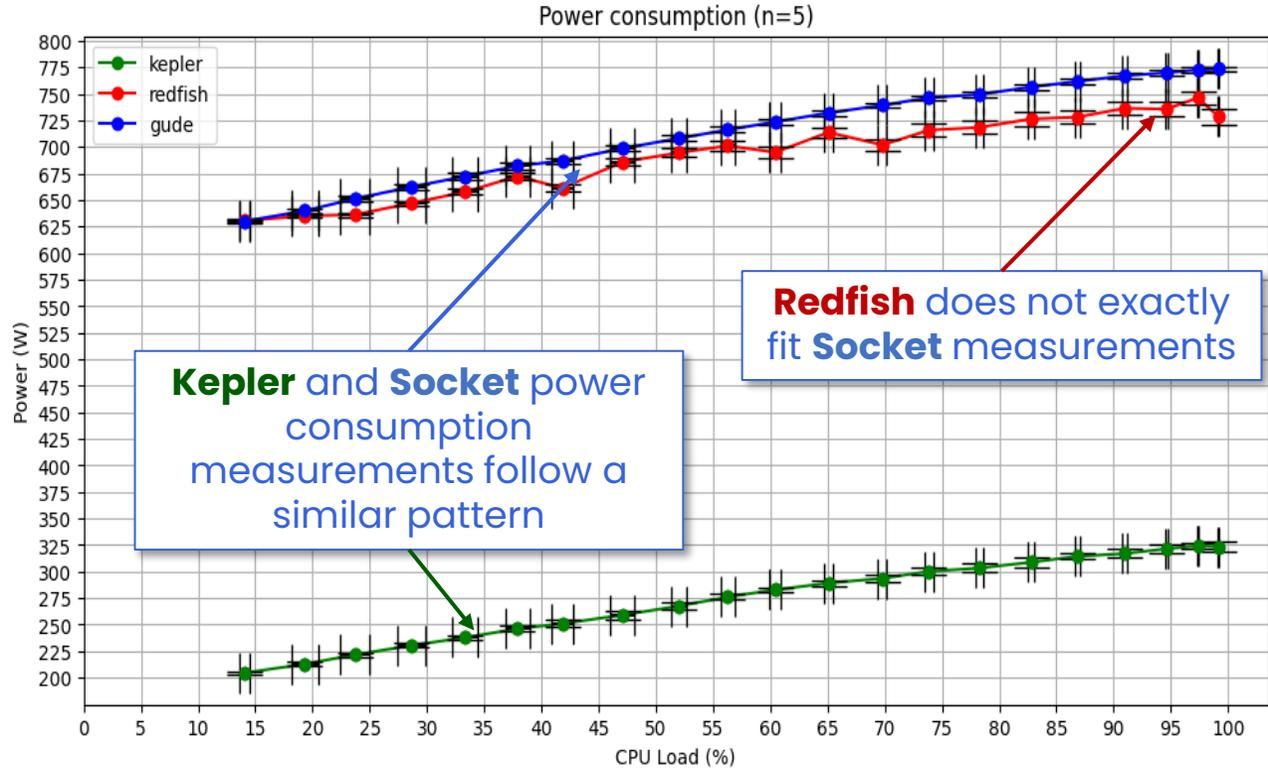 Power consumption (n=5)
kepler
redfish
gude
800
775
750
725
700
675
650
625
600
575
550
525
500
475
450
425
400
375
350
325
300
275
250
225
200
Power (W)
Redfish does not exactly
fit Socket measurements
Kepler and Socket power
consumption
measurements follow a
similar pattern
0 5 10 15 20 25 30 35 40 45 50 55 60 65 70 75 80 85 90 95 100
CPU Load (%)